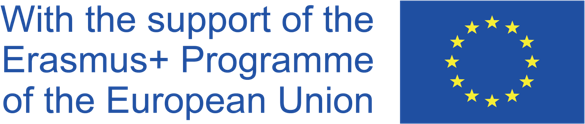 With the support of the
Erasmus+ Programme
of the European Union